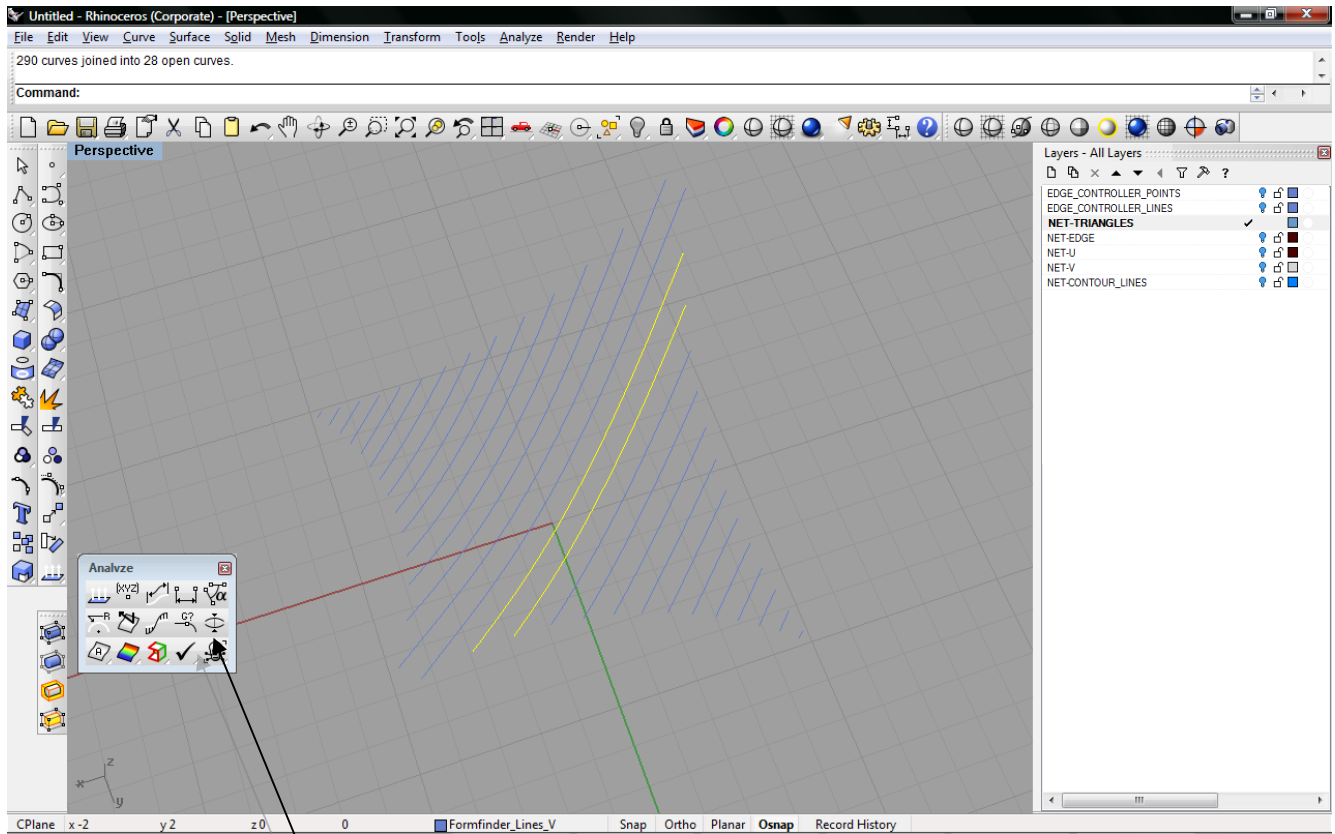 Untitled - Rhinoceros (Corporate) - [Perspective]
File Edit View Curve Surface Solid Mesh Dimension Transform Tools Analyze Render Help
290 curves joined into 28 open curves.
Command:
Perspective
Layers - All Layers
?
EDGE_CONTROLLER_POINTS
EDGE_CONTROLLER_LINES
NET-TRIANGLES
NET-EDGE
NET-U
NET-V
NET-CONTOUR_LINES
Analyze
[XYZ]
α
R
m
G?
A
T
z
x
y
CPlane x -2 y 2 z 0 0 Formfinder_Lines_V Snap Ortho Planar Osnap Record History